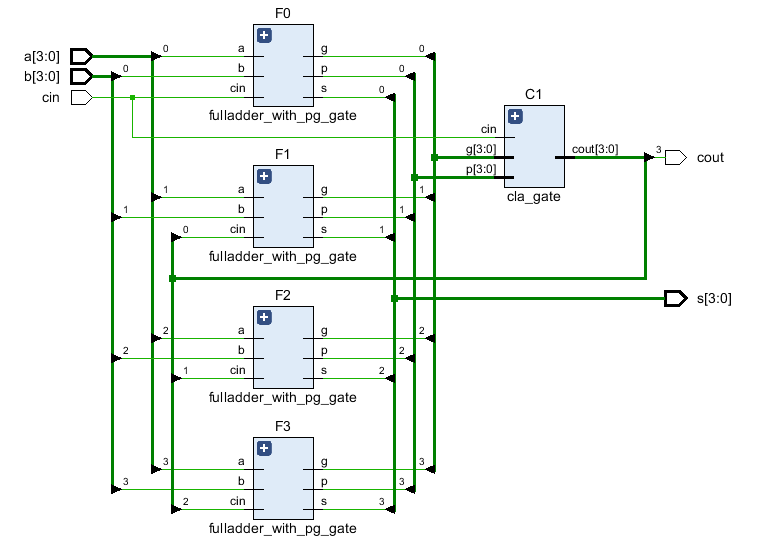 F0
a[3:0] 0 a g 0
b[3:0] 0 b p 0
cin cin s 0
fulladder_with_pg_gate
C1
cin
g[3:0] cout[3:0] 3 cout
p[3:0]
cla_gate
F1
1 a g 1
1 b p 1
0 cin s 1
fulladder_with_pg_gate
s[3:0]
F2
2 a g 2
2 b p 2
1 cin s 2
fulladder_with_pg_gate
F3
3 a g 3
3 b p 3
2 cin s 3
fulladder_with_pg_gate